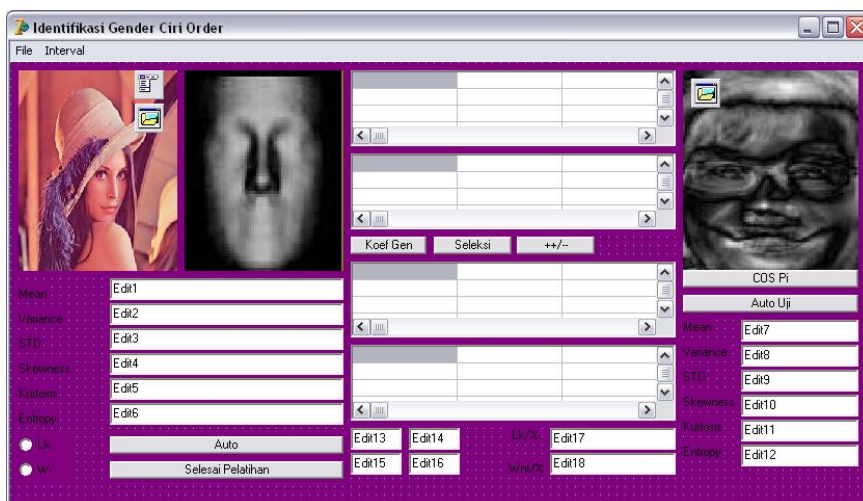 Identifikasi Gender Ciri Order
File Interval
Koef Gen Seleksi ++/--
COS Pi
Auto Uji
Mean Edit1
Variance Edit2
STD Edit3
Skewness Edit4
Kutlosis Edit5
Entropy Edit6
Lk Auto
W Selesai Pelatihan
Edit13 Edit14 Lk/% Edit17
Edit15 Edit16 Wnt/% Edit18
Mean Edit7
Variance Edit8
STD Edit9
Skewness Edit10
Kutlosis Edit11
Entropy Edit12